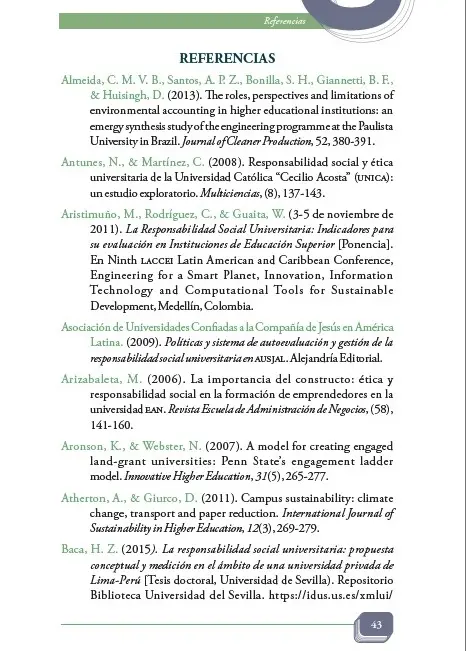 Referencias
REFERENCIAS
Almeida, C. M. V. B., Santos, A. P. Z., Bonilla, S. H., Giannetti, B. F.,
& Huisingh, D. (2013). The roles, perspectives and limitations of
environmental accounting in higher educational institutions: an
emergy synthesis study of the engineering programme at the Paulista
University in Brazil. Journal of Cleaner Production, 52, 380-391.
Antunes, N., & Martínez, C. (2008). Responsabilidad social y ética
universitaria de la Universidad Católica “Cecilio Acosta” (UNICA):
un estudio exploratorio. Multiciencias, (8), 137-143.
Aristimuño, M., Rodríguez, C., & Guaita, W. (3-5 de noviembre de
2011). La Responsabilidad Social Universitaria: Indicadores para
su evaluación en Instituciones de Educación Superior [Ponencia].
En Ninth LACCEI Latin American and Caribbean Conference,
Engineering for a Smart Planet, Innovation, Information
Technology and Computational Tools for Sustainable
Development, Medellín, Colombia.
Asociación de Universidades Confiadas a la Compañía de Jesús en América
Latina. (2009). Políticas y sistema de autoevaluación y gestión de la
responsabilidad social universitaria en AUSJAL. Alejandría Editorial.
Arizabaleta, M. (2006). La importancia del constructo: ética y
responsabilidad social en la formación de emprendedores en la
universidad EAN. Revista Escuela de Administración de Negocios, (58),
141-160.
Aronson, K., & Webster, N. (2007). A model for creating engaged
land-grant universities: Penn State’s engagement ladder
model. Innovative Higher Education, 31(5), 265-277.
Atherton, A., & Giurco, D. (2011). Campus sustainability: climate
change, transport and paper reduction. International Journal of
Sustainability in Higher Education, 12(3), 269-279.
Baca, H. Z. (2015). La responsabilidad social universitaria: propuesta
conceptual y medición en el ámbito de una universidad privada de
Lima-Perú [Tesis doctoral, Universidad de Sevilla). Repositorio
Biblioteca Universidad del Sevilla. https://idus.us.es/xmlui/
43